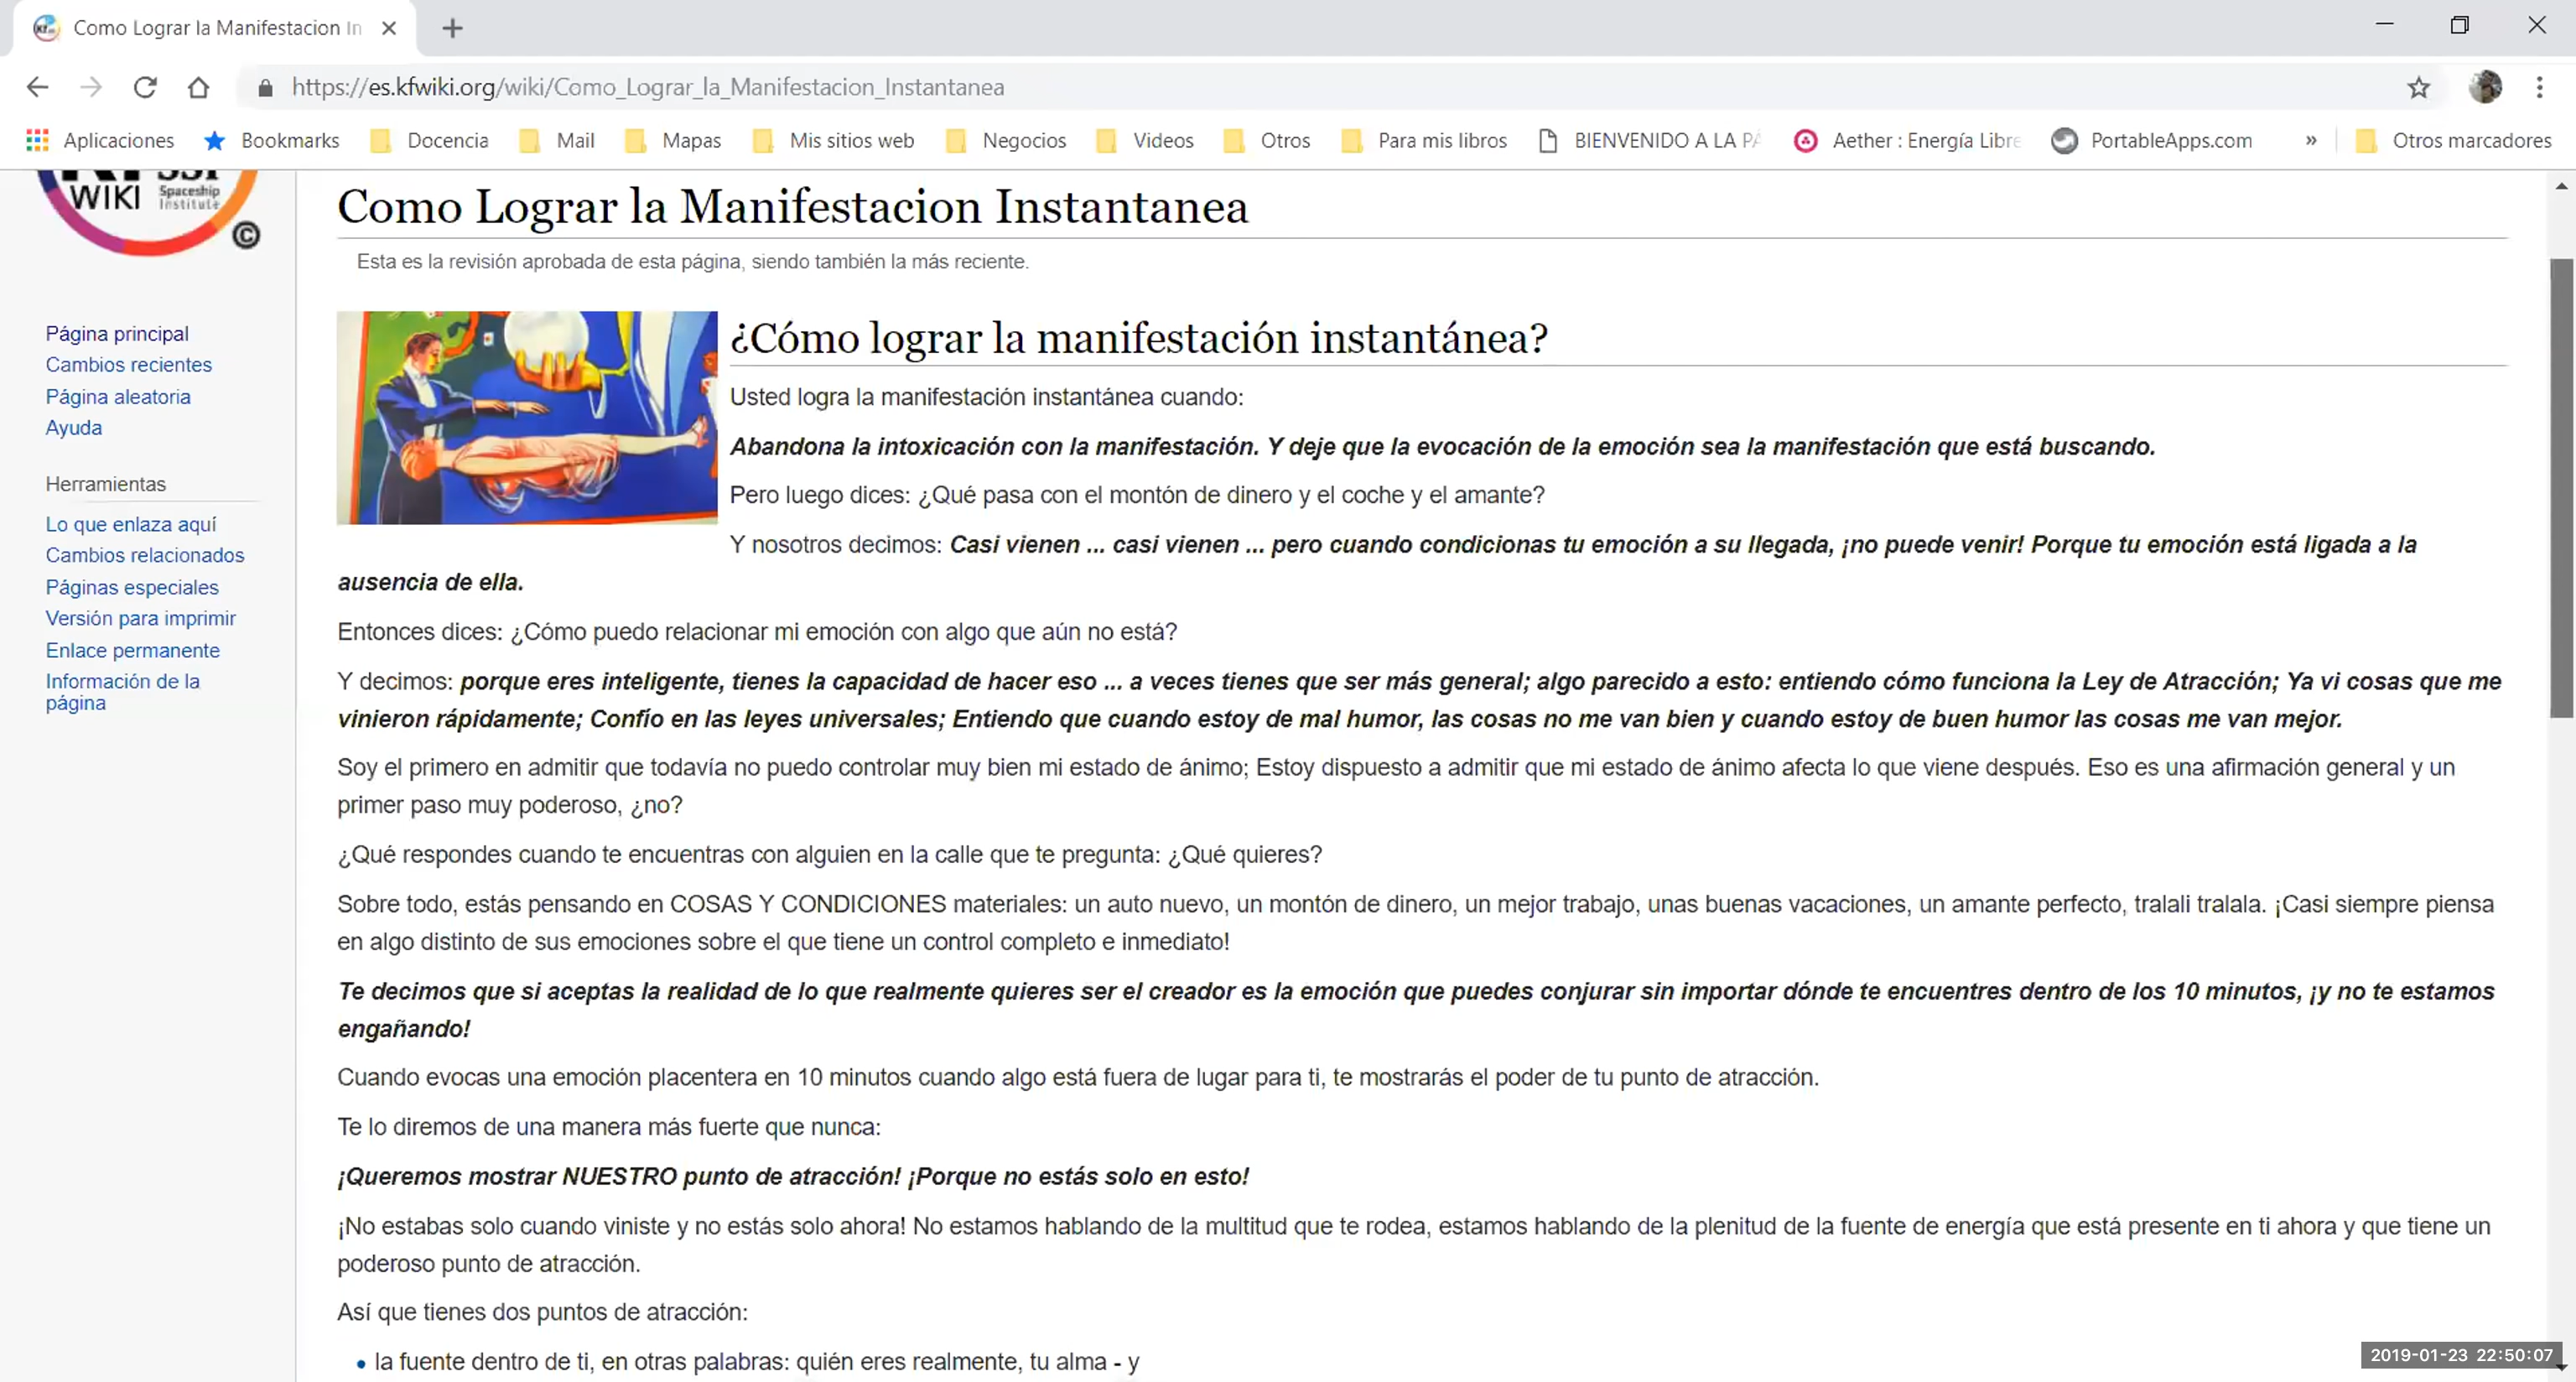 Como Lograr la Manifestacion In
https://es.kfwiki.org/wiki/Como_Lograr_la_Manifestacion_Instantanea
Aplicaciones
Bookmarks
Docencia
Mail
Mapas
Mis sitios web
Negocios
Videos
Otros
Para mis libros
BIENVENIDO A LA PÁ
Aether : Energía Libre
PortableApps.com
»
Otros marcadores
WIKI
Spaceship
Institute
©
Página principal
Cambios recientes
Página aleatoria
Ayuda
Herramientas
Lo que enlaza aquí
Cambios relacionados
Páginas especiales
Versión para imprimir
Enlace permanente
Información de la
página
Como Lograr la Manifestacion Instantanea
Esta es la revisión aprobada de esta página, siendo también la más reciente.
¿Cómo lograr la manifestación instantánea?
Usted logra la manifestación instantánea cuando:
Abandona la intoxicación con la manifestación. Y deje que la evocación de la emoción sea la manifestación que está buscando.
Pero luego dices: ¿Qué pasa con el montón de dinero y el coche y el amante?
Y nosotros decimos: Casi vienen ... casi vienen ... pero cuando condicionas tu emoción a su llegada, ¡no puede venir! Porque tu emoción está ligada a la
ausencia de ella.
Entonces dices: ¿Cómo puedo relacionar mi emoción con algo que aún no está?
Y decimos: porque eres inteligente, tienes la capacidad de hacer eso ... a veces tienes que ser más general; algo parecido a esto: entiendo cómo funciona la Ley de Atracción; Ya vi cosas que me
vinieron rápidamente; Confío en las leyes universales; Entiendo que cuando estoy de mal humor, las cosas no me van bien y cuando estoy de buen humor las cosas me van mejor.
Soy el primero en admitir que todavía no puedo controlar muy bien mi estado de ánimo; Estoy dispuesto a admitir que mi estado de ánimo afecta lo que viene después. Eso es una afirmación general y un
primer paso muy poderoso, ¿no?
¿Qué respondes cuando te encuentras con alguien en la calle que te pregunta: ¿Qué quieres?
Sobre todo, estás pensando en COSAS Y CONDICIONES materiales: un auto nuevo, un montón de dinero, un mejor trabajo, unas buenas vacaciones, un amante perfecto, tralali tralala. ¡Casi siempre piensa
en algo distinto de sus emociones sobre el que tiene un control completo e inmediato!
Te decimos que si aceptas la realidad de lo que realmente quieres ser el creador es la emoción que puedes conjurar sin importar dónde te encuentres dentro de los 10 minutos, ¡y no te estamos
engañando!
Cuando evocas una emoción placentera en 10 minutos cuando algo está fuera de lugar para ti, te mostrarás el poder de tu punto de atracción.
Te lo diremos de una manera más fuerte que nunca:
¡Queremos mostrar NUESTRO punto de atracción! ¡Porque no estás solo en esto!
¡No estabas solo cuando viniste y no estás solo ahora! No estamos hablando de la multitud que te rodea, estamos hablando de la plenitud de la fuente de energía que está presente en ti ahora y que tiene un
poderoso punto de atracción.
Así que tienes dos puntos de atracción:
• la fuente dentro de ti, en otras palabras: quién eres realmente, tu alma - y
2019-01-23 22:50:07